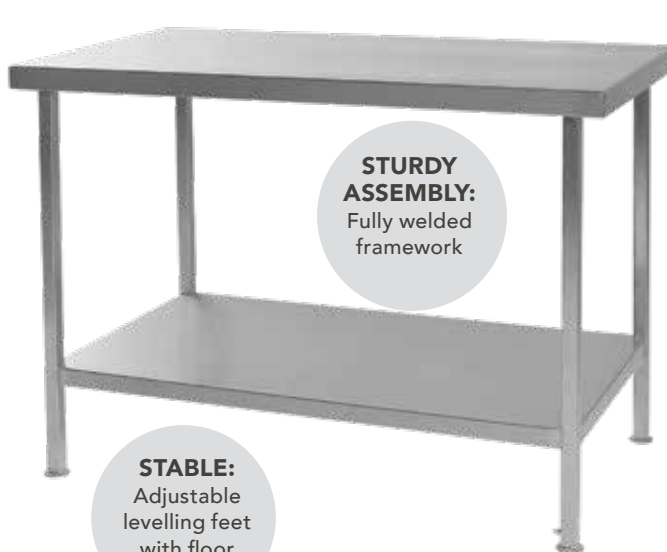 STURDY
ASSEMBLY:
Fully welded
framework
STABLE:
Adjustable
levelling feet
with floor